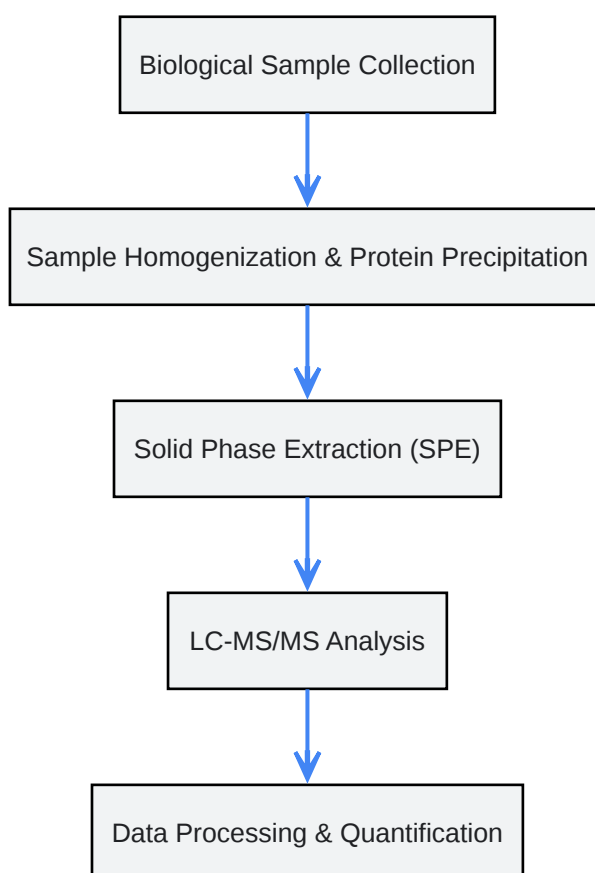 Biological Sample Collection
Sample Homogenization & Protein Precipitation
Solid Phase Extraction (SPE)
LC-MS/MS Analysis
Data Processing & Quantification